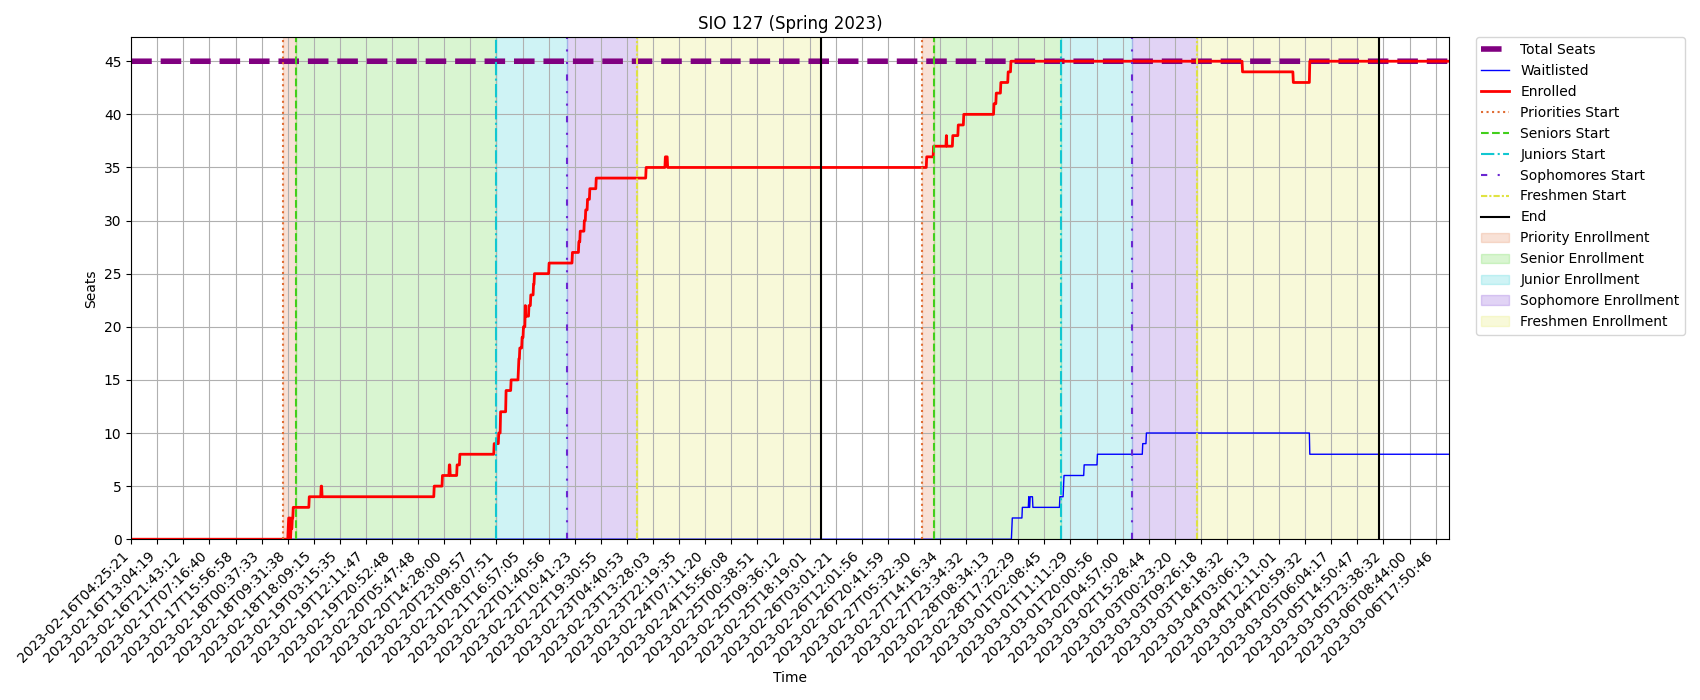 SIO 127 (Spring 2023)
Seats
45
40
35
30
25
20
15
10
5
0
2023-02-16T04:25:21
2023-02-16T13:04:19
2023-02-16T21:43:12
2023-02-17T07:16:40
2023-02-17T15:56:58
2023-02-18T00:37:33
2023-02-18T09:31:38
2023-02-18T18:09:15
2023-02-19T03:15:35
2023-02-19T12:11:47
2023-02-19T20:52:48
2023-02-20T05:47:48
2023-02-20T14:28:00
2023-02-20T23:09:57
2023-02-21T08:07:51
2023-02-21T16:57:05
2023-02-22T01:40:56
2023-02-22T10:41:23
2023-02-22T19:30:55
2023-02-23T04:40:53
2023-02-23T13:28:03
2023-02-23T22:19:35
2023-02-24T07:11:20
2023-02-24T15:56:08
2023-02-25T00:38:51
2023-02-25T09:36:12
2023-02-25T18:19:01
2023-02-26T03:01:21
2023-02-26T12:01:56
2023-02-26T20:41:59
2023-02-27T05:32:30
2023-02-27T14:16:34
2023-02-27T23:34:32
2023-02-28T08:34:13
2023-02-28T17:22:29
2023-03-01T02:08:45
2023-03-01T11:11:29
2023-03-01T20:00:56
2023-03-02T04:57:00
2023-03-02T15:28:44
2023-03-03T00:23:20
2023-03-03T09:26:18
2023-03-03T18:18:32
2023-03-04T03:06:13
2023-03-04T12:11:01
2023-03-04T20:59:32
2023-03-05T06:04:17
2023-03-05T14:50:47
2023-03-05T23:38:32
2023-03-06T08:44:00
2023-03-06T17:50:46
Time
Total Seats
Waitlisted
Enrolled
Priorities Start
Seniors Start
Juniors Start
Sophomores Start
Freshmen Start
End
Priority Enrollment
Senior Enrollment
Junior Enrollment
Sophomore Enrollment
Freshmen Enrollment